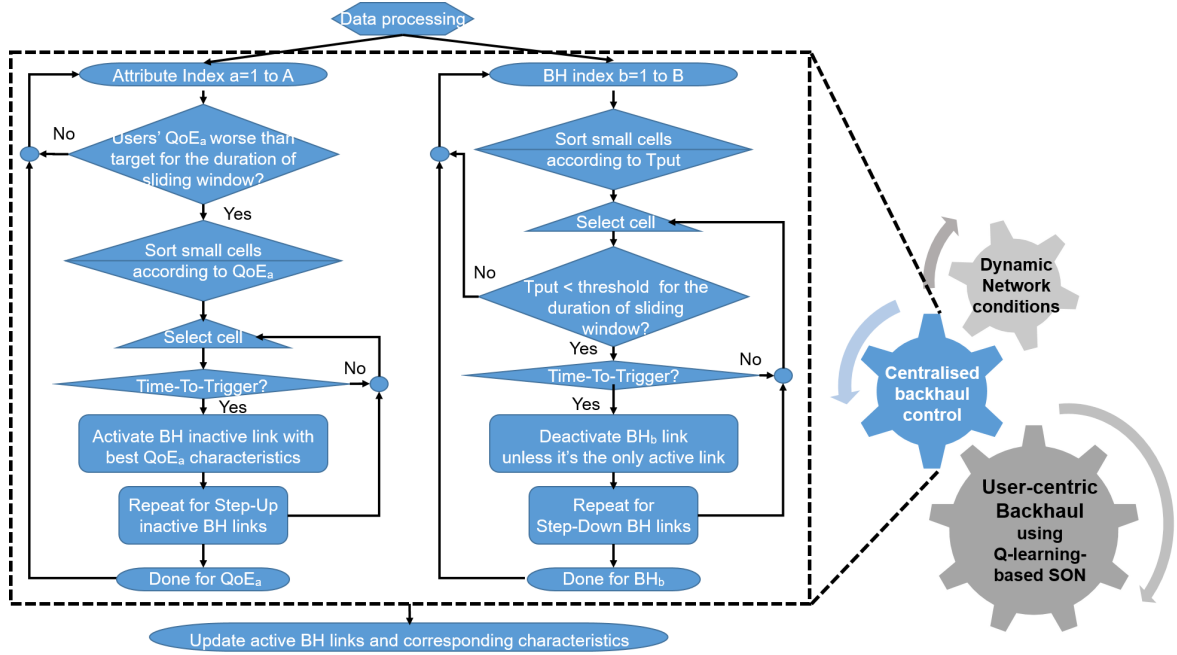 Data processing
Attribute Index a=1 to A
No
Users' QoEa worse than
target for the duration of
sliding window?
Yes
Sort small cells
according to QoEa
Select cell
No
Time-To-Trigger?
Yes
Activate BH inactive link with
best QoEa characteristics
Repeat for Step-Up
inactive BH links
Done for QoEa
BH index b=1 to B
Sort small cells
according to Tput
Select cell
No
Tput < threshold for the
duration of sliding
window?
Yes
No
Time-To-Trigger?
Yes
Deactivate BHb link
unless it's the only active link
Repeat for
Step-Down BH links
Done for BHb
Update active BH links and corresponding characteristics
Dynamic
Network
conditions
Centralised
backhaul
control
User-centric
Backhaul
using
Q-learning-
based SON